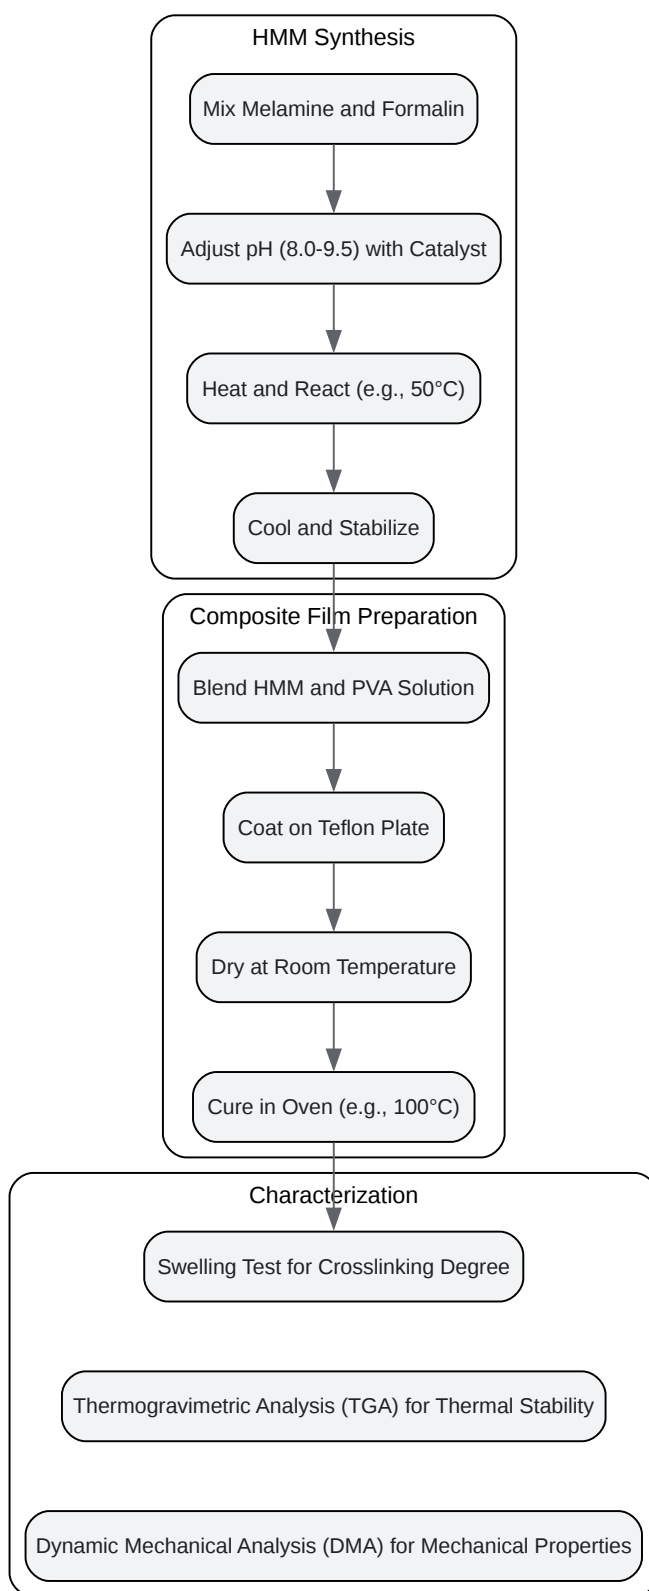 HMM Synthesis
Mix Melamine and Formalin
Adjust pH (8.0-9.5) with Catalyst
Heat and React (e.g., 50°C)
Cool and Stabilize
Composite Film Preparation
Blend HMM and PVA Solution
Coat on Teflon Plate
Dry at Room Temperature
Cure in Oven (e.g., 100°C)
Characterization
Swelling Test for Crosslinking Degree
Thermogravimetric Analysis (TGA) for Thermal Stability
Dynamic Mechanical Analysis (DMA) for Mechanical Properties